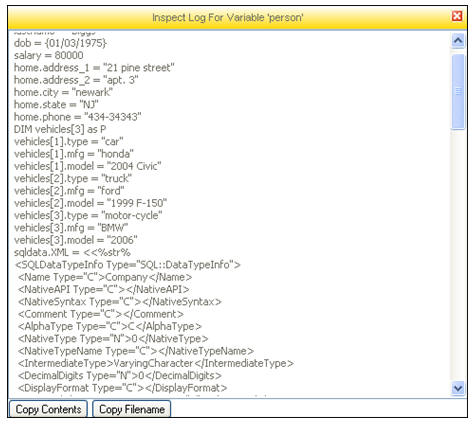 Inspect Log For Variable 'person'
dob = {01/03/1975}
salary = 80000
home.address_1 = "21 pine street"
home.address_2 = "apt. 3"
home.city = "newark"
home.state = "NJ"
home.phone = "434-34343"
DIM vehicles[3] as P
vehicles[1].type = "car"
vehicles[1].mfg = "honda"
vehicles[1].model = "2004 Civic"
vehicles[2].type = "truck"
vehicles[2].mfg = "ford"
vehicles[2].model = "1999 F-150"
vehicles[3].type = "motor-cycle"
vehicles[3].mfg = "BMW"
vehicles[3].model = "2006"
sqldata.XML = <<%str%
<SQLDataTypeInfo Type="SQL::DataTypeInfo">
<Name Type="C">Company</Name>
<NativeAPI Type="C"></NativeAPI>
<NativeSyntax Type="C"></NativeSyntax>
<Comment Type="C"></Comment>
<AlphaType Type="C">C</AlphaType>
<NativeType Type="N">0</NativeType>
<NativeTypeName Type="C"></NativeTypeName>
<IntermediateType>VaryingCharacter</IntermediateType>
<DecimalDigits Type="N">0</DecimalDigits>
<DisplayFormat Type="C"></DisplayFormat>
Copy Contents Copy Filename